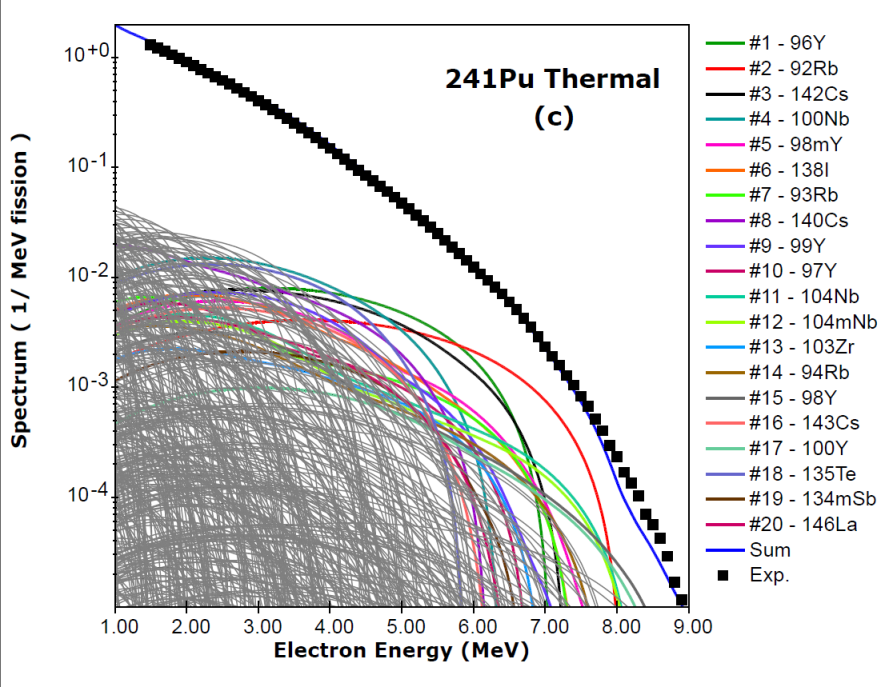 241Pu Thermal
(c)
Spectrum ( 1/ MeV fission )
10+0
10-1
10-2
10-3
10-4
1.00 2.00 3.00 4.00 5.00 6.00 7.00 8.00 9.00
Electron Energy (MeV)
#1 - 96Y
#2 - 92Rb
#3 - 142Cs
#4 - 100Nb
#5 - 98mY
#6 - 138I
#7 - 93Rb
#8 - 140Cs
#9 - 99Y
#10 - 97Y
#11 - 104Nb
#12 - 104mNb
#13 - 103Zr
#14 - 94Rb
#15 - 98Y
#16 - 143Cs
#17 - 100Y
#18 - 135Te
#19 - 134mSb
#20 - 146La
Sum
Exp.